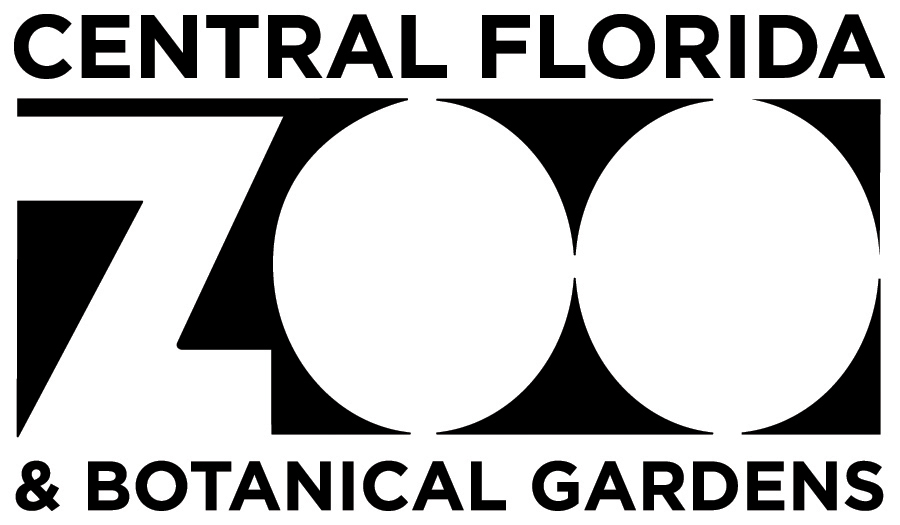 CENTRAL FLORIDA
ZOO
& BOTANICAL GARDENS